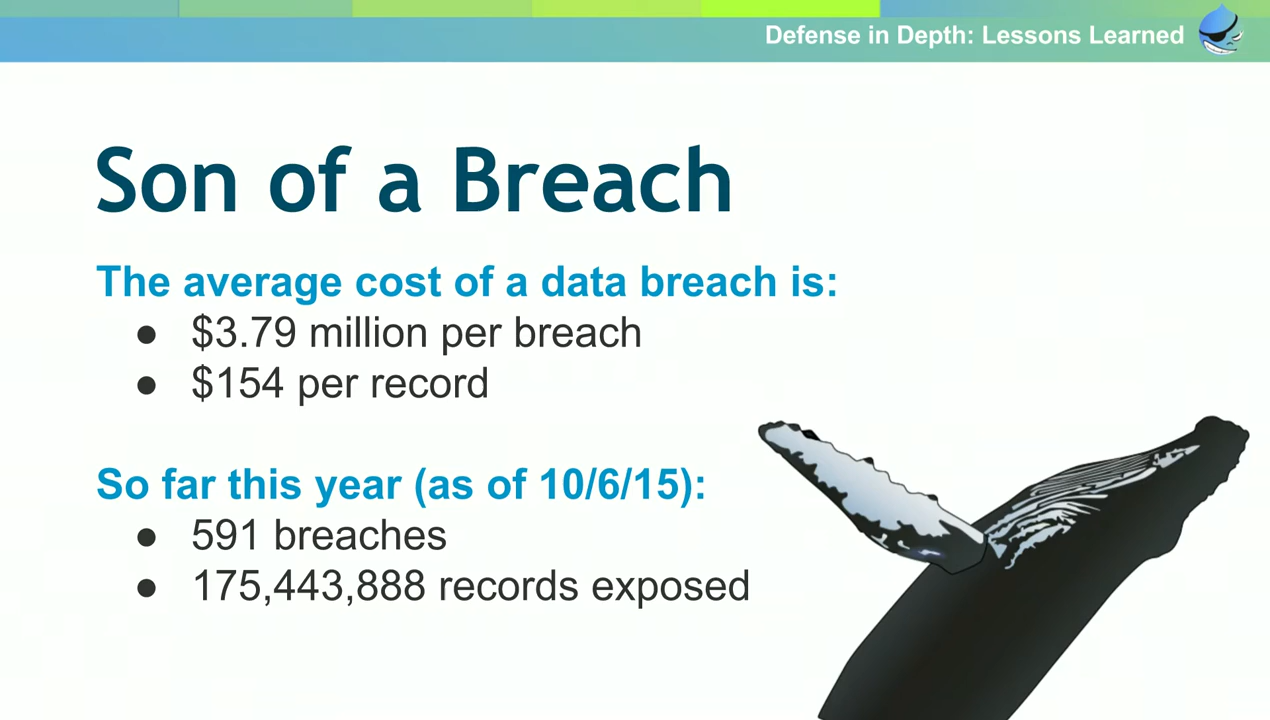 Defense in Depth: Lessons Learned
Son of a Breach
The average cost of a data breach is:
● $3.79 million per breach
● $154 per record
So far this year (as of 10/6/15):
● 591 breaches
● 175,443,888 records exposed